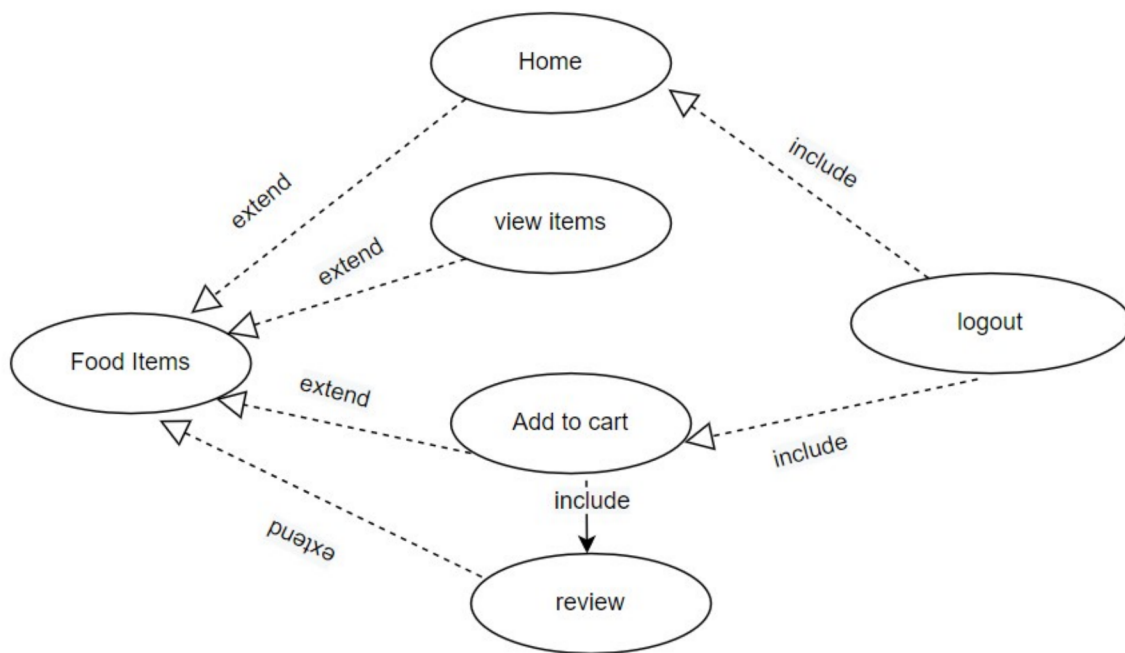 Home
include
extend
view items
extend
logout
Food Items
extend
Add to cart
include
include
extend
review